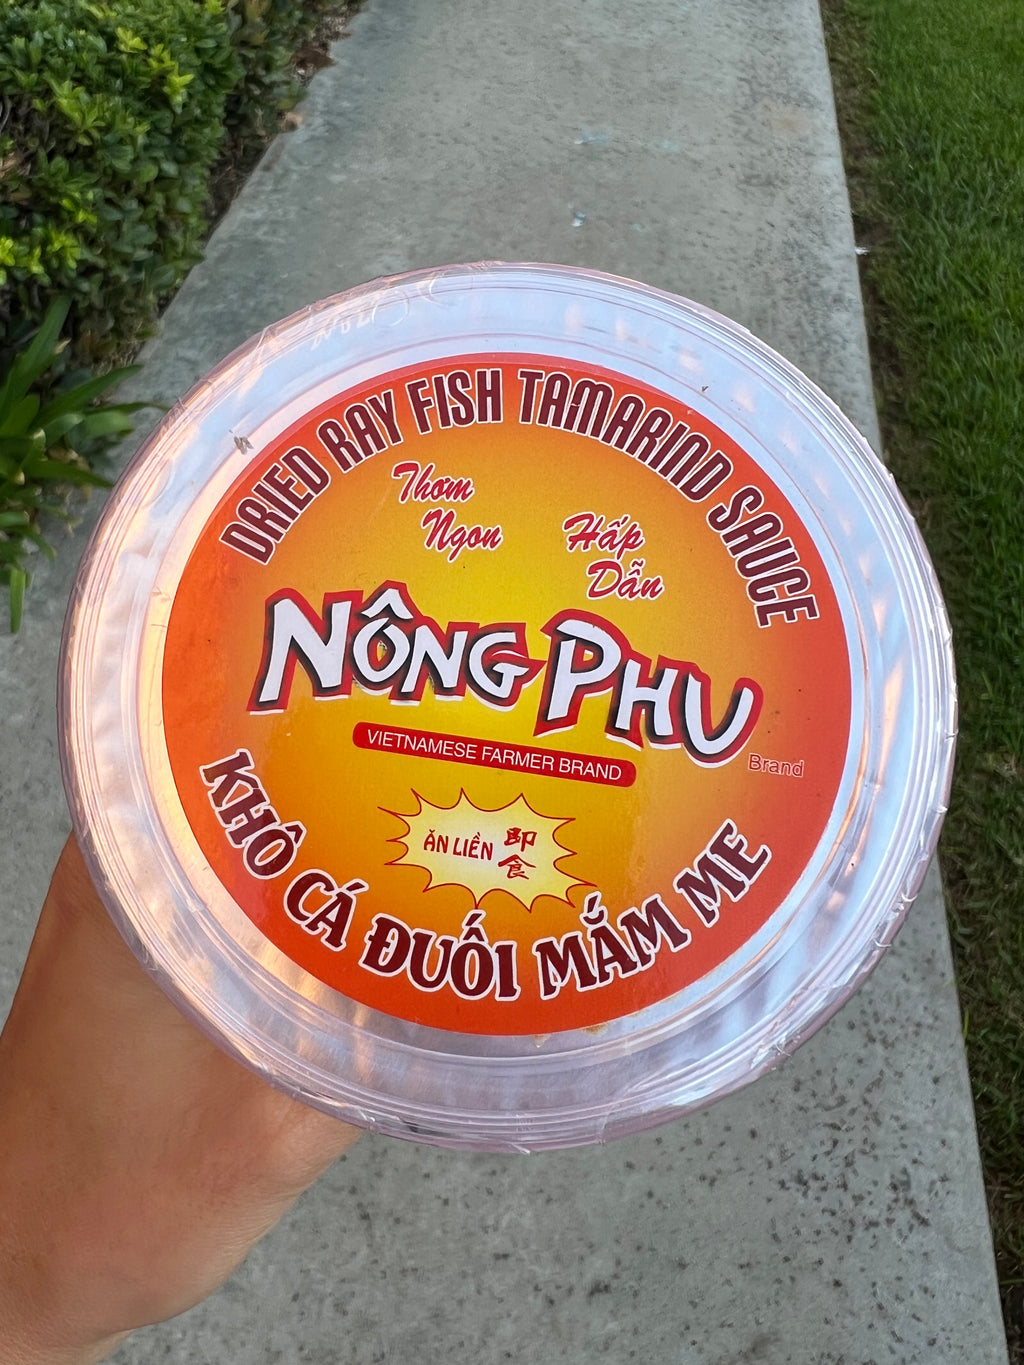 DRIED RAY FISH TAMARIND SAUCE
Thơm
Ngon
Hấp
Dẫn
NÔNG PHU
Brand
VIETNAMESE FARMER BRAND
ĂN LIỀN 即食
KHÔ CÁ ĐUỐI MẮM ME